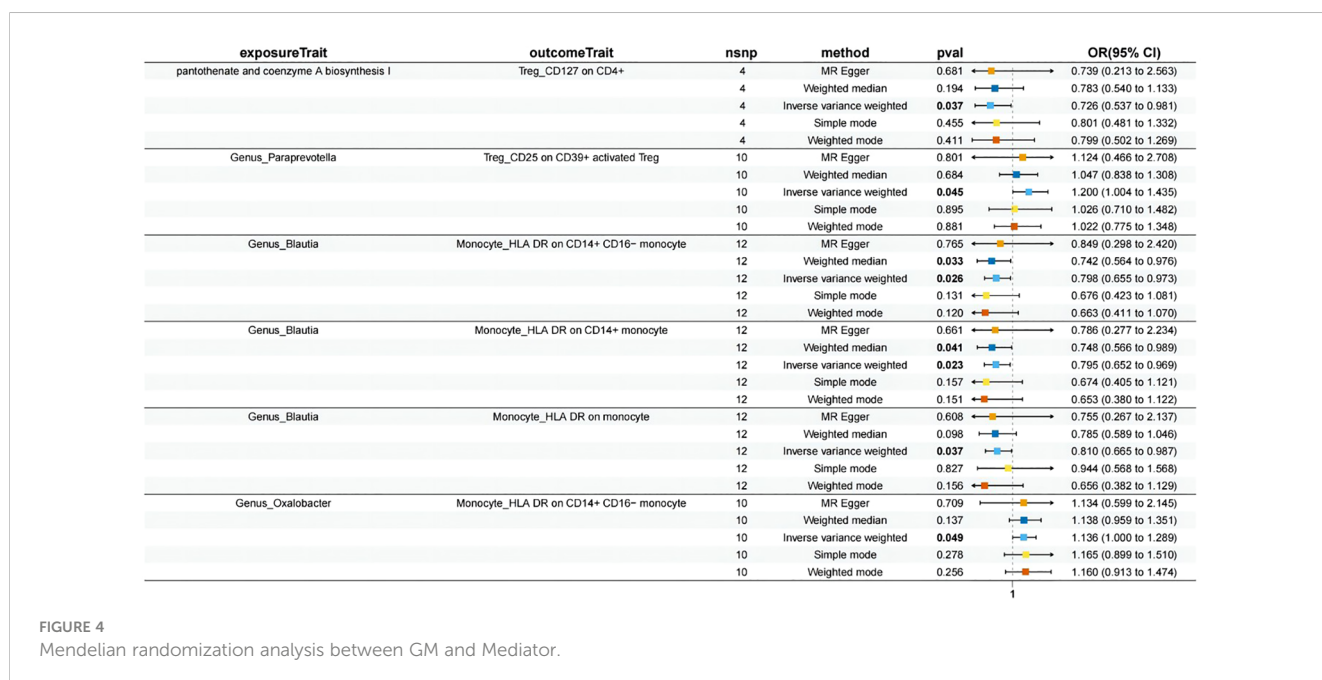 exposureTrait outcomeTrait nsnp method pval OR(95% CI)
pantothenate and coenzyme A biosynthesis I Treg_CD127 on CD4+ 4 MR Egger 0.681 0.739 (0.213 to 2.563)
4 Weighted median 0.194 0.783 (0.540 to 1.133)
4 Inverse variance weighted 0.037 0.726 (0.537 to 0.981)
4 Simple mode 0.455 0.801 (0.481 to 1.332)
4 Weighted mode 0.411 0.799 (0.502 to 1.269)
Genus_Paraprevotella Treg_CD25 on CD39+ activated Treg 10 MR Egger 0.801 1.124 (0.466 to 2.708)
10 Weighted median 0.684 1.047 (0.838 to 1.308)
10 Inverse variance weighted 0.045 1.200 (1.004 to 1.435)
10 Simple mode 0.895 1.026 (0.710 to 1.482)
10 Weighted mode 0.881 1.022 (0.775 to 1.348)
Genus_Blautia Monocyte_HLA DR on CD14+ CD16− monocyte 12 MR Egger 0.765 0.849 (0.298 to 2.420)
12 Weighted median 0.033 0.742 (0.564 to 0.976)
12 Inverse variance weighted 0.026 0.798 (0.655 to 0.973)
12 Simple mode 0.131 0.676 (0.423 to 1.081)
12 Weighted mode 0.120 0.663 (0.411 to 1.070)
Genus_Blautia Monocyte_HLA DR on CD14+ monocyte 12 MR Egger 0.661 0.786 (0.277 to 2.234)
12 Weighted median 0.041 0.748 (0.566 to 0.989)
12 Inverse variance weighted 0.023 0.795 (0.652 to 0.969)
12 Simple mode 0.157 0.674 (0.405 to 1.121)
12 Weighted mode 0.151 0.653 (0.380 to 1.122)
Genus_Blautia Monocyte_HLA DR on monocyte 12 MR Egger 0.608 0.755 (0.267 to 2.137)
12 Weighted median 0.098 0.785 (0.589 to 1.046)
12 Inverse variance weighted 0.037 0.810 (0.665 to 0.987)
12 Simple mode 0.827 0.944 (0.568 to 1.568)
12 Weighted mode 0.156 0.656 (0.382 to 1.129)
Genus_Oxalobacter Monocyte_HLA DR on CD14+ CD16− monocyte 10 MR Egger 0.709 1.134 (0.599 to 2.145)
10 Weighted median 0.137 1.138 (0.959 to 1.351)
10 Inverse variance weighted 0.049 1.136 (1.000 to 1.289)
10 Simple mode 0.278 1.165 (0.899 to 1.510)
10 Weighted mode 0.256 1.160 (0.913 to 1.474)
1
FIGURE 4
Mendelian randomization analysis between GM and Mediator.